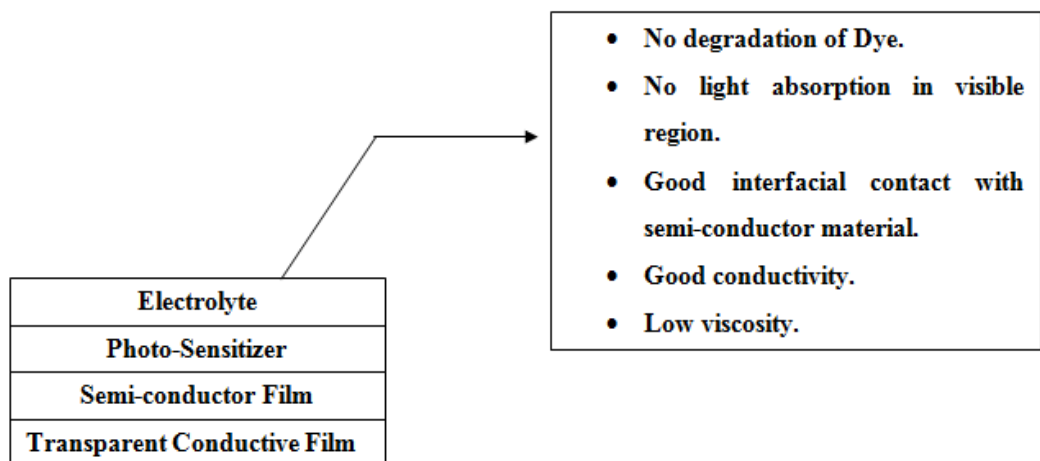 • No degradation of Dye.
• No light absorption in visible
region.
• Good interfacial contact with
semi-conductor material.
• Good conductivity.
• Low viscosity.
Electrolyte
Photo-Sensitizer
Semi-conductor Film
Transparent Conductive Film